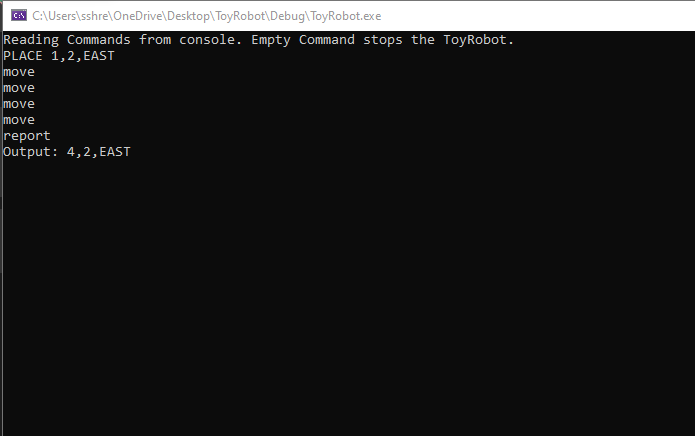 C:\Users\sshre\OneDrive\Desktop\ToyRobot\Debug\ToyRobot.exe
Reading Commands from console. Empty Command stops the ToyRobot.
PLACE 1,2,EAST
move
move
move
move
report
Output: 4,2,EAST